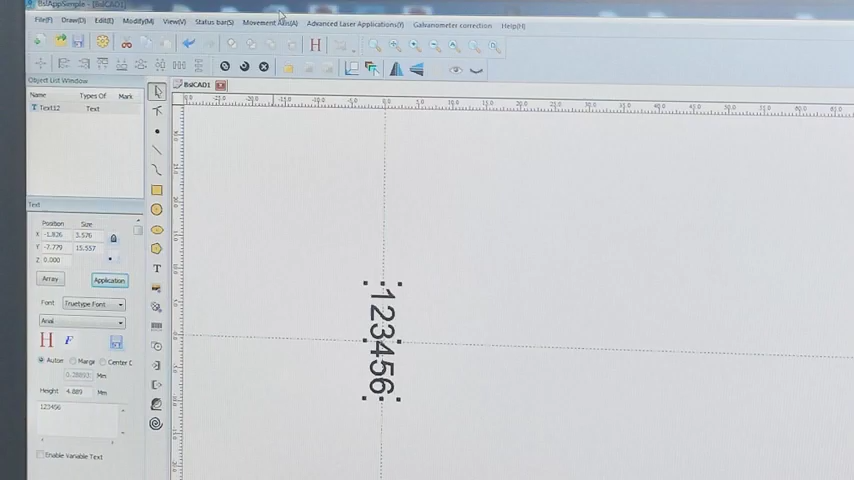 BslAppSimple - [BslCAD1]
File(F) Draw(D) Edit(E) Modify(M) View(V) Status bar(S) Movement Axis(A) Advanced Laser Applications(Y) Galvanometer correction Help(H)
Object List Window
Name Types Of Mark
Text12 Text
BslCAD1
Text
Position Size
X -1.826 3.576
Y -7.779 15.557
Z 0.000
Array Application
Font Truetype Font
Arial
H F
Margi Center C
Mm
Height 4.889 Mm
123456
Enable Variable Text
123456